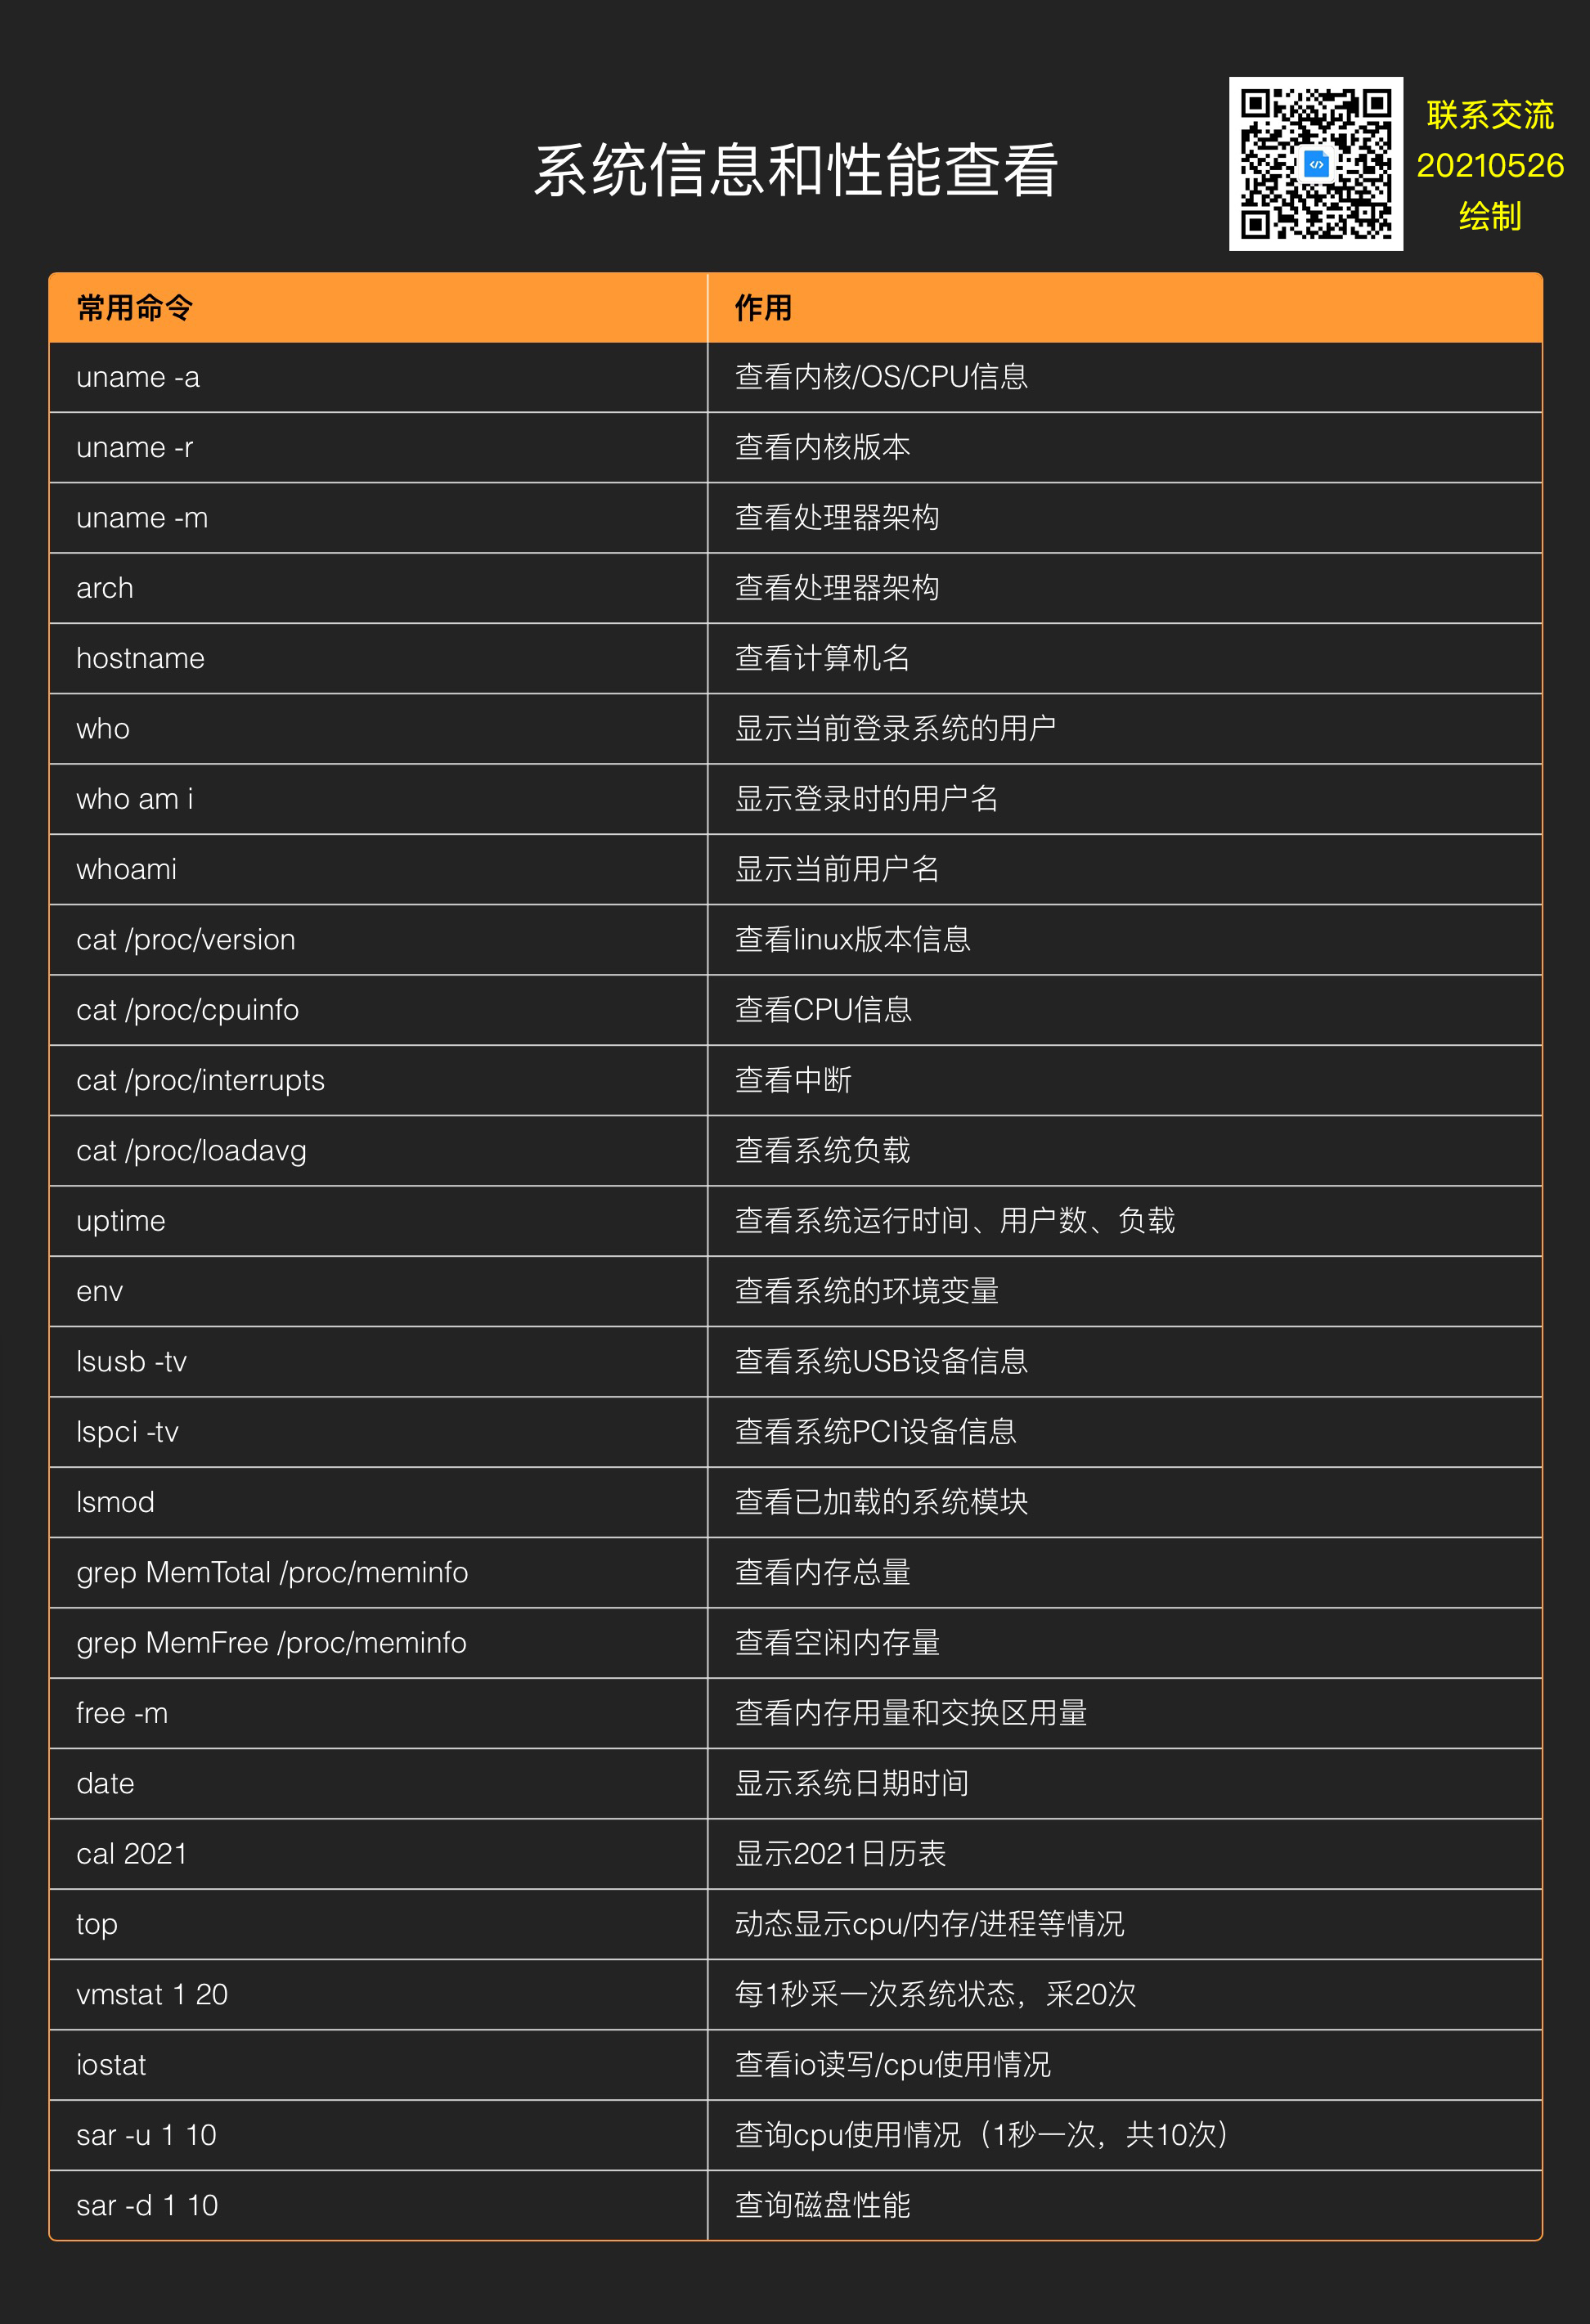 系统信息和性能查看
联系交流
20210526
绘制
常用命令 作用
uname -a 查看内核/OS/CPU信息
uname -r 查看内核版本
uname -m 查看处理器架构
arch 查看处理器架构
hostname 查看计算机名
who 显示当前登录系统的用户
who am i 显示登录时的用户名
whoami 显示当前用户名
cat /proc/version 查看linux版本信息
cat /proc/cpuinfo 查看CPU信息
cat /proc/interrupts 查看中断
cat /proc/loadavg 查看系统负载
uptime 查看系统运行时间、用户数、负载
env 查看系统的环境变量
lsusb -tv 查看系统USB设备信息
lspci -tv 查看系统PCI设备信息
lsmod 查看已加载的系统模块
grep MemTotal /proc/meminfo 查看内存总量
grep MemFree /proc/meminfo 查看空闲内存量
free -m 查看内存用量和交换区用量
date 显示系统日期时间
cal 2021 显示2021日历表
top 动态显示cpu/内存/进程等情况
vmstat 1 20 每1秒采一次系统状态，采20次
iostat 查看io读写/cpu使用情况
sar -u 1 10 查询cpu使用情况（1秒一次，共10次）
sar -d 1 10 查询磁盘性能